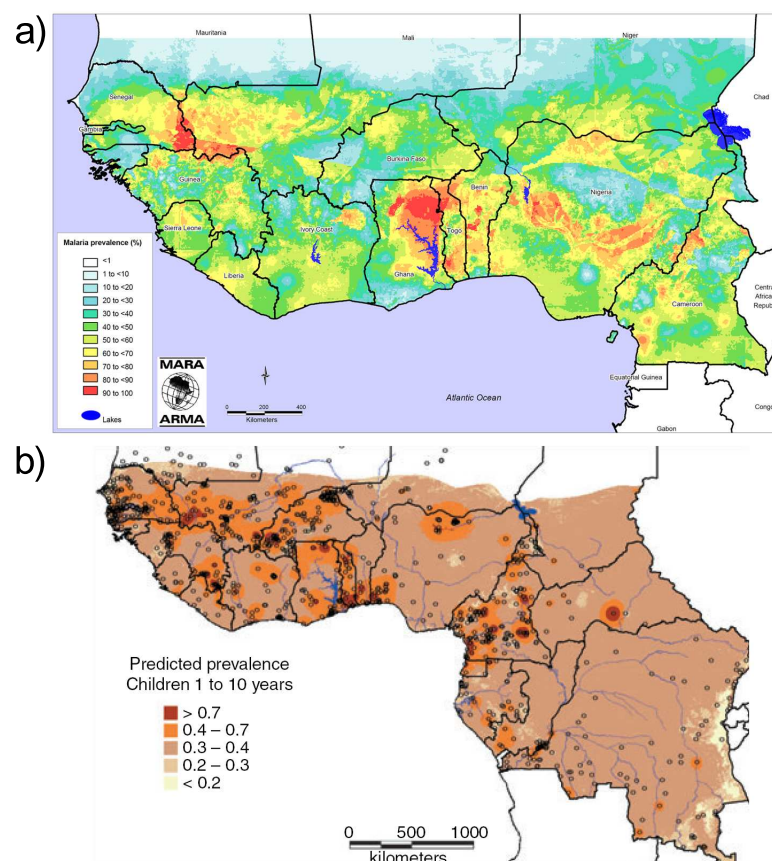 a)
Mauritania
Mali
Niger
Chad
Senegal
Gambia
Burkina Faso
Guinea
Benin
Nigeria
Sierra Leone
Ivory Coast
Togo
Liberia
Ghana
Centra
Africa
Republ
Cameroon
Equatorial Guinea
Congo
Gabon
Atlantic Ocean
Malaria prevalence (%)
<1
1 to <10
10 to <20
20 to <30
30 to <40
40 to <50
50 to <60
60 to <70
70 to <80
80 to <90
90 to 100
Lakes
MARA
ARMA
0 200 400
Kilometers
b)
Predicted prevalence
Children 1 to 10 years
> 0.7
0.4 – 0.7
0.3 – 0.4
0.2 – 0.3
< 0.2
0 500 1000
kilometers